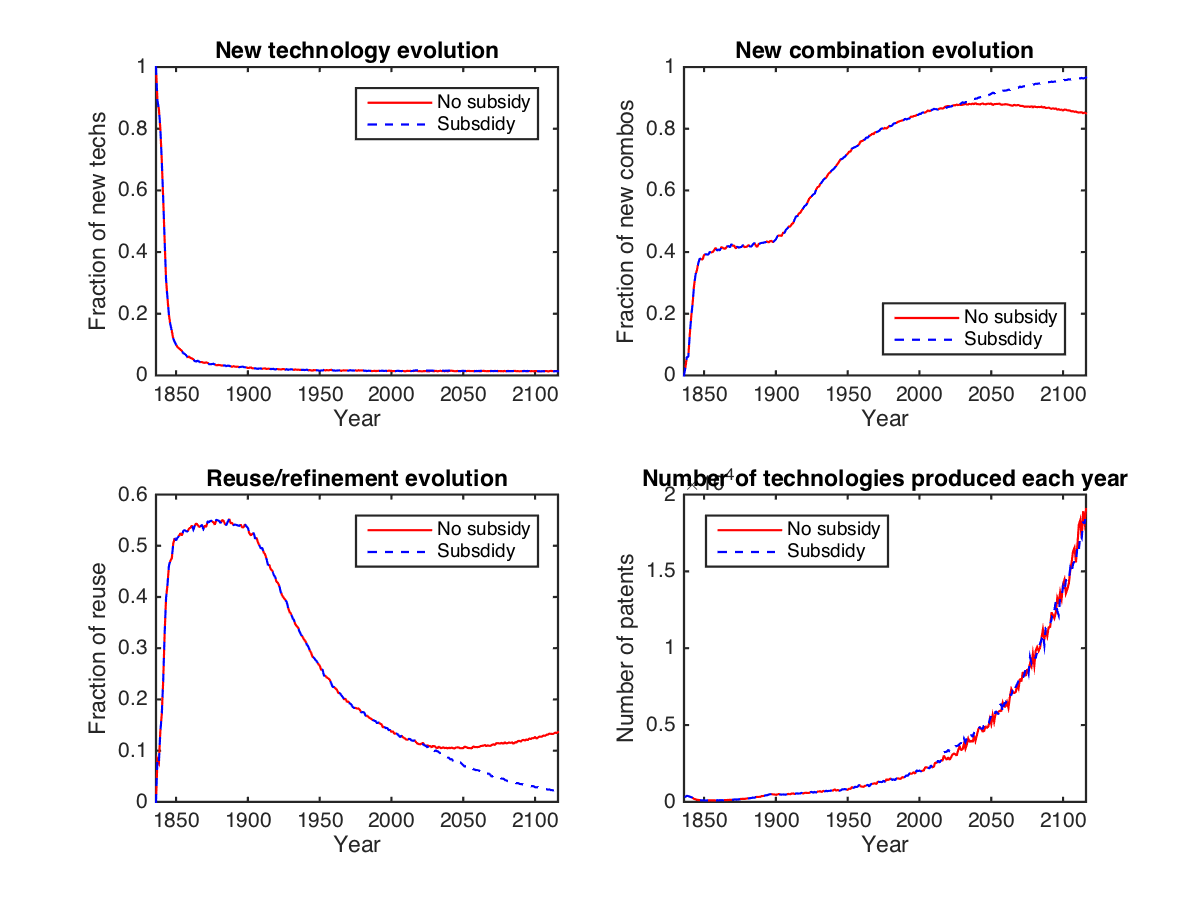 New technology evolution
1
0.8
0.6
0.4
0.2
0
Fraction of new techs
No subsidy
Subsdidy
1850 1900 1950 2000 2050 2100
Year
New combination evolution
1
0.8
0.6
0.4
0.2
0
Fraction of new combos
No subsidy
Subsdidy
1850 1900 1950 2000 2050 2100
Year
Reuse/refinement evolution
0.6
0.5
0.4
0.3
0.2
0.1
0
Fraction of reuse
No subsidy
Subsdidy
1850 1900 1950 2000 2050 2100
Year
Number of technologies produced each year
×10⁴
2
1.5
1
0.5
0
Number of patents
No subsidy
Subsdidy
1850 1900 1950 2000 2050 2100
Year